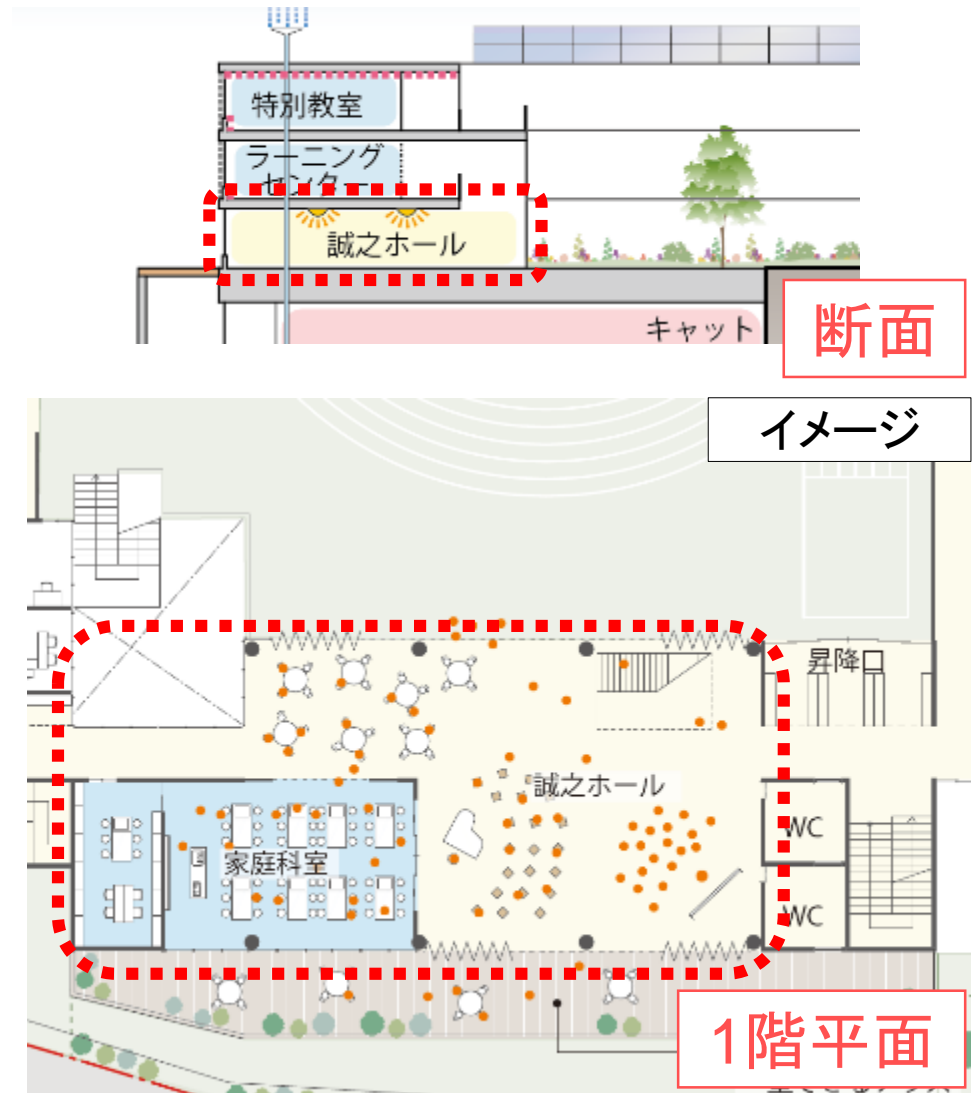 特別教室
ラーニング
センター
誠之ホール
キャット
断面
イメージ
昇降口
誠之ホール
WC
家庭科室
WC
1階平面